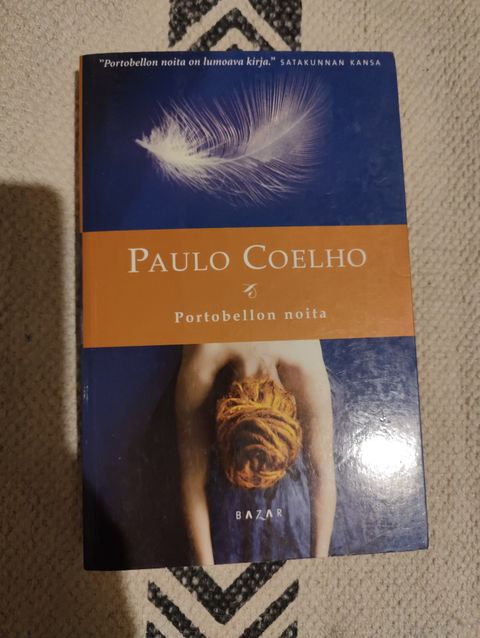 "Portobellon noita on lumoava kirja." SATAKUNNAN KANSA
PAULO COELHO
Portobellon noita
BAZAR